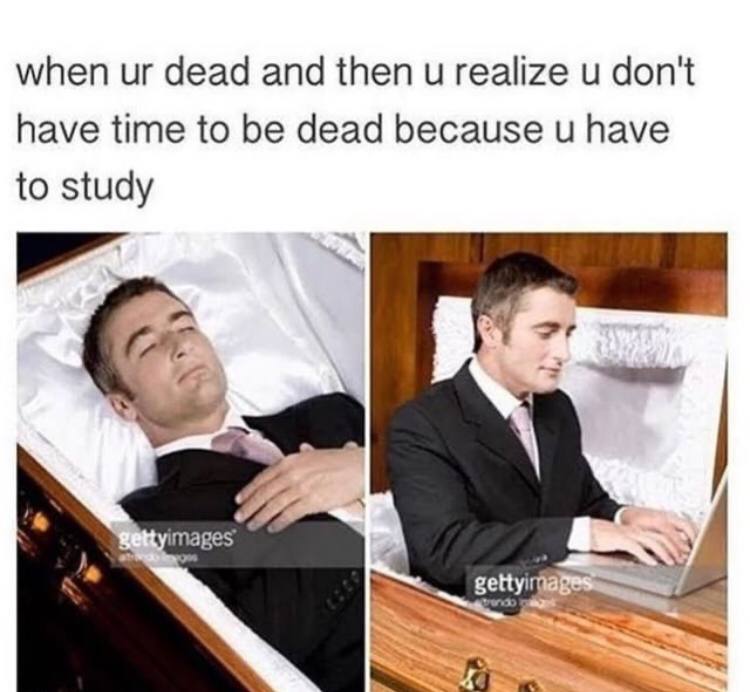 when ur dead and then u realize u don't
have time to be dead because u have
to study
gettyimages
gettyimages